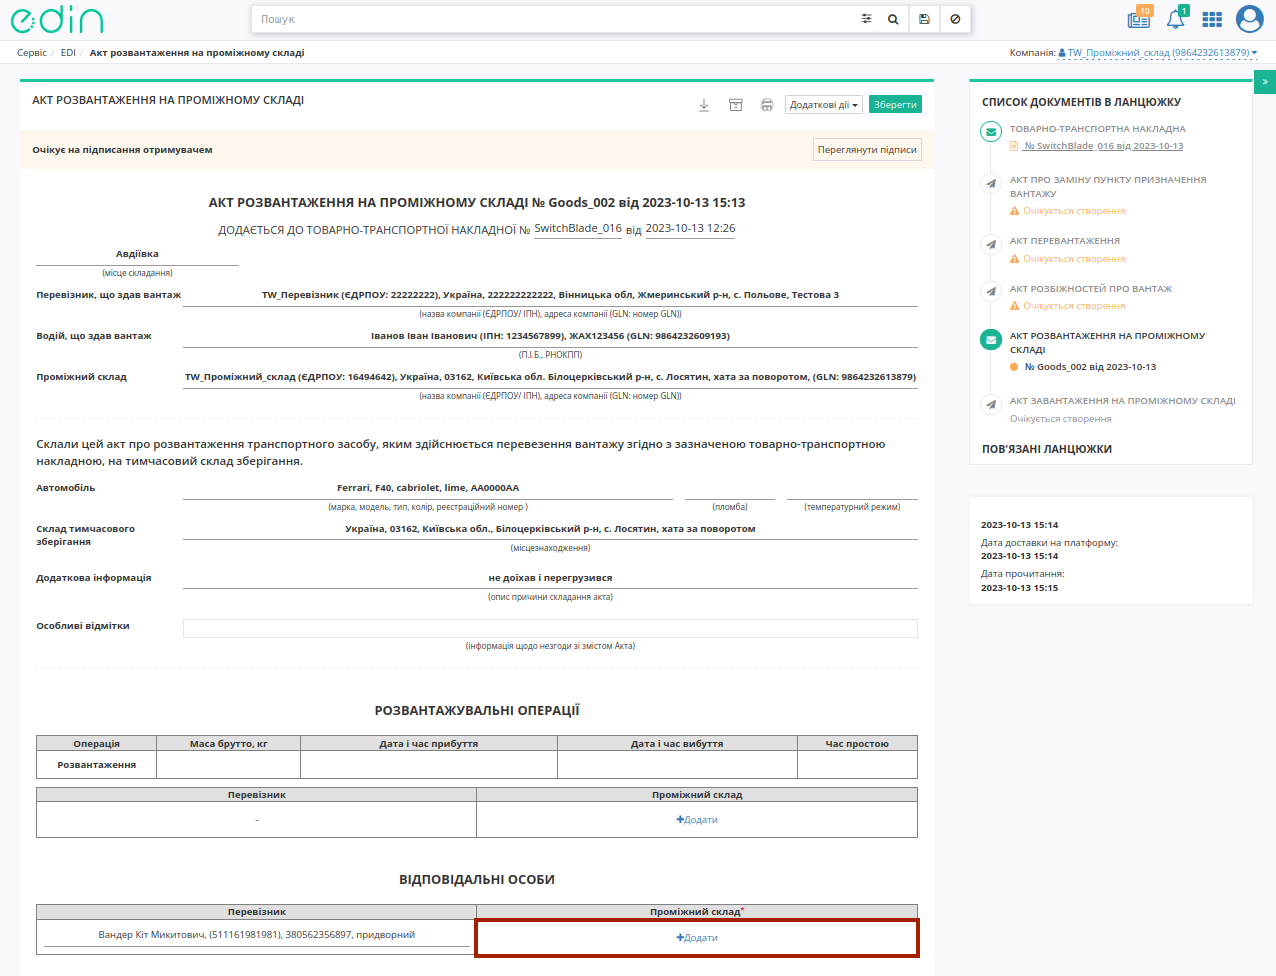 edin
Пошук
10
1
Сервіс / EDI / Акт розвантаження на проміжному складі
Компанія: TW_Проміжний_склад (9864232613879)
»
АКТ РОЗВАНТАЖЕННЯ НА ПРОМІЖНОМУ СКЛАДІ
Додаткові дії
Зберегти
Очікує на підписання отримувачем
Переглянути підписи
АКТ РОЗВАНТАЖЕННЯ НА ПРОМІЖНОМУ СКЛАДІ № Goods_002 від 2023-10-13 15:13
ДОДАЄТЬСЯ ДО ТОВАРНО-ТРАНСПОРТНОЇ НАКЛАДНОЇ № SwitchBlade_016 від 2023-10-13 12:26
Авдіївка
(місце складання)
Перевізник, що здав вантаж
TW_Перевізник (ЄДРПОУ: 22222222), Україна, 222222222222, Вінницька обл, Жмеринський р-н, с. Польове, Тестова 3
(назва компанії (ЄДРПОУ/ ІПН), адреса компанії (GLN: номер GLN))
Водій, що здав вантаж
Іванов Іван Іванович (ІПН: 1234567899), ЖАХ123456 (GLN: 9864232609193)
(П.І.Б., РНОКПП)
Проміжний склад
TW_Проміжний_склад (ЄДРПОУ: 16494642), Україна, 03162, Київська обл. Білоцерківський р-н, с. Лосятин, хата за поворотом, (GLN: 9864232613879)
(назва компанії (ЄДРПОУ/ ІПН), адреса компанії (GLN: номер GLN))
Склали цей акт про розвантаження транспортного засобу, яким здійснюється перевезення вантажу згідно з зазначеною товарно-транспортною
накладною, на тимчасовий склад зберігання.
Автомобіль
Ferrari, F40, cabriolet, lime, AA0000AA
(марка, модель, тип, колір, реєстраційний номер )
(пломба)
(температурний режим)
Склад тимчасового
зберігання
Україна, 03162, Київська обл., Білоцерківський р-н, с. Лосятин, хата за поворотом
(місцезнаходження)
Додаткова інформація
не доїхав і перегрузився
(опис причини складання акта)
Особливі відмітки
(інформація щодо незгоди зі змістом Акта)
РОЗВАНТАЖУВАЛЬНІ ОПЕРАЦІЇ
Операція Маса брутто, кг Дата і час прибуття Дата і час вибуття Час простою
Розвантаження
Перевізник Проміжний склад
- Додати
ВІДПОВІДАЛЬНІ ОСОБИ
Перевізник Проміжний склад*
Вандер Кіт Микитович, (511161981981), 380562356897, придворний
Додати
СПИСОК ДОКУМЕНТІВ В ЛАНЦЮЖКУ
ТОВАРНО-ТРАНСПОРТНА НАКЛАДНА
№ SwitchBlade_016 від 2023-10-13
АКТ ПРО ЗАМІНУ ПУНКТУ ПРИЗНАЧЕННЯ
ВАНТАЖУ
Очікується створення
АКТ ПЕРЕВАНТАЖЕННЯ
Очікується створення
АКТ РОЗБІЖНОСТЕЙ ПРО ВАНТАЖ
Очікується створення
АКТ РОЗВАНТАЖЕННЯ НА ПРОМІЖНОМУ
СКЛАДІ
№ Goods_002 від 2023-10-13
АКТ ЗАВАНТАЖЕННЯ НА ПРОМІЖНОМУ СКЛАДІ
Очікується створення
ПОВ'ЯЗАНІ ЛАНЦЮЖКИ
2023-10-13 15:14
Дата доставки на платформу:
2023-10-13 15:14
Дата прочитання:
2023-10-13 15:15